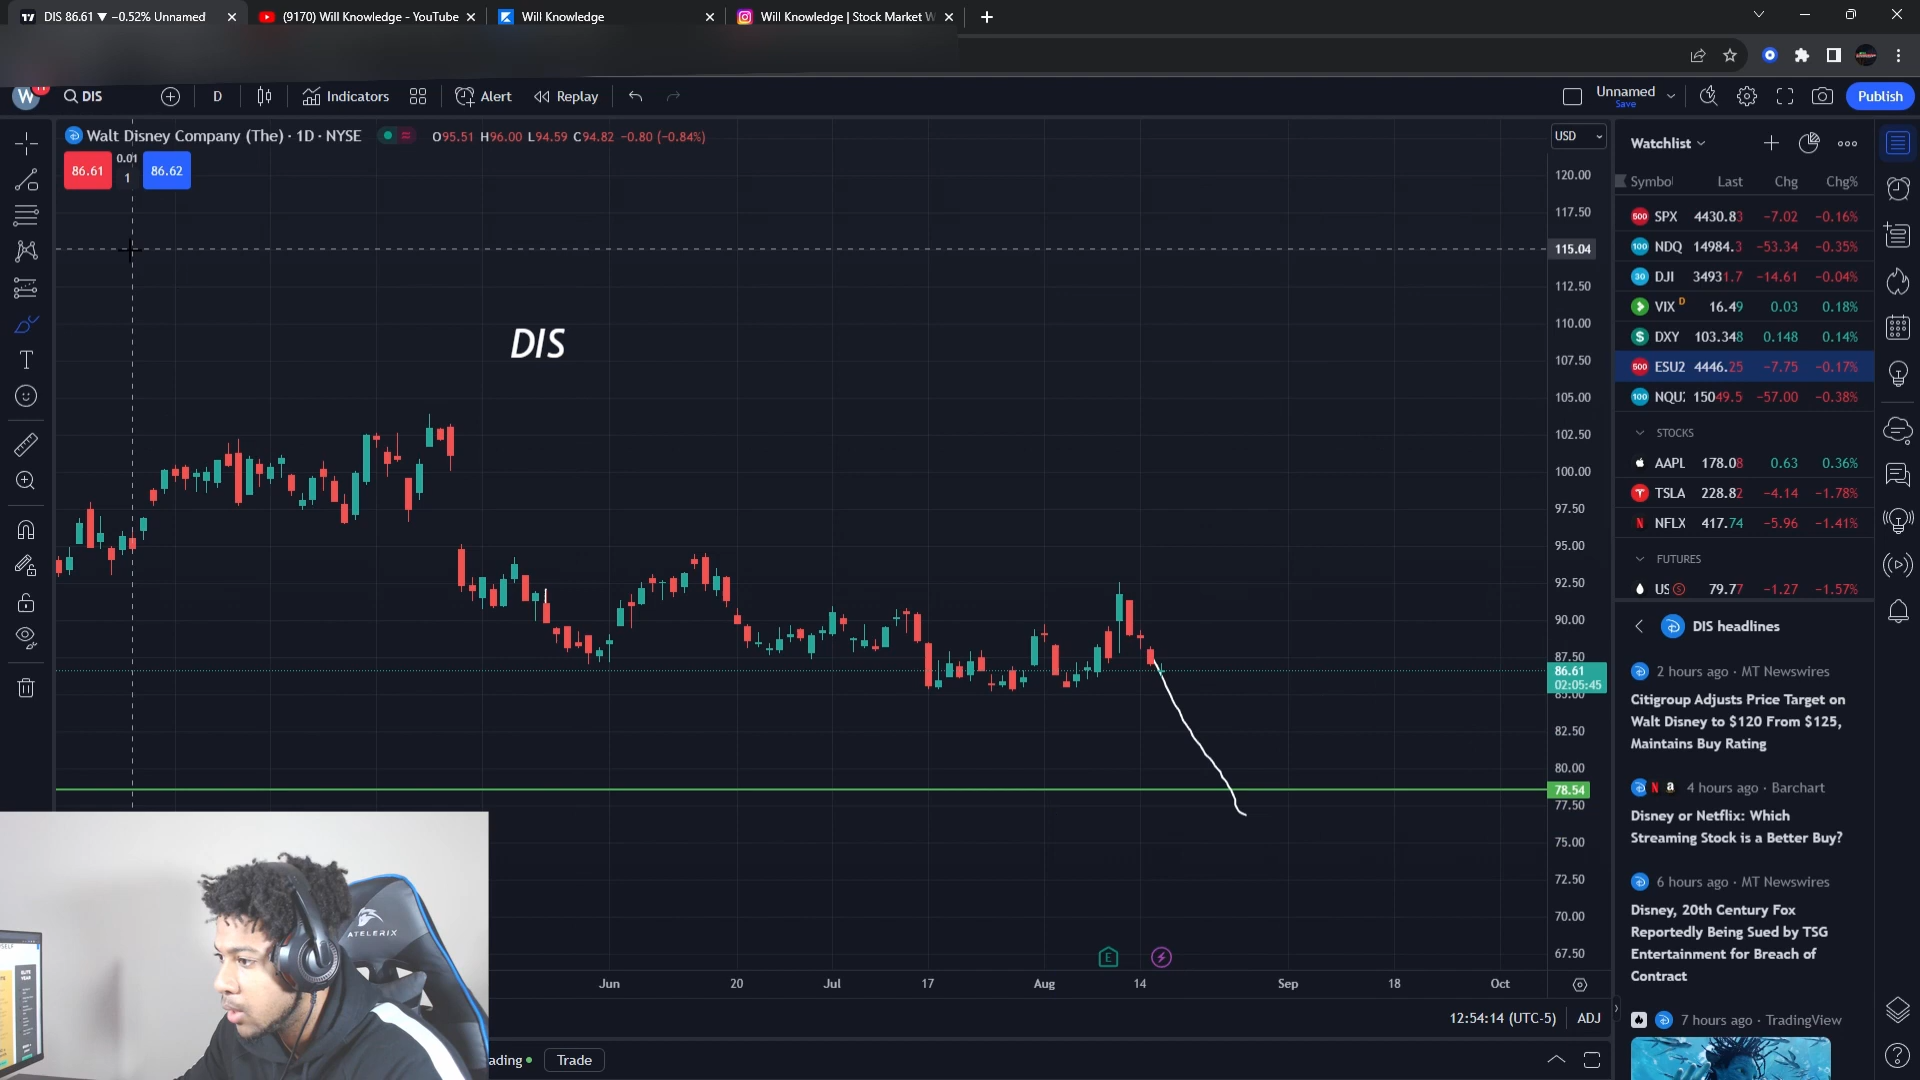 DIS 86.61 ▼ −0.52% Unnamed
(9170) Will Knowledge - YouTube
Will Knowledge
Will Knowledge | Stock Market W
W
DIS
D
Indicators
Alert
Replay
Unnamed
Save
Publish
Walt Disney Company (The) · 1D · NYSE
O95.51 H96.00 L94.59 C94.82 −0.80 (−0.84%)
USD
86.61
0.01
1
86.62
DIS
120.00
117.50
115.04
112.50
110.00
107.50
105.00
102.50
100.00
97.50
95.00
92.50
90.00
87.50
86.61
02:05:45
85.00
82.50
80.00
78.54
77.50
75.00
72.50
70.00
67.50
E
Jun 20 Jul 17 Aug 14 Sep 18 Oct
12:54:14 (UTC-5) ADJ
ading
Trade
ATELERIX
Watchlist
Symbol Last Chg Chg%
500 SPX 4430.83 −7.02 −0.16%
100 NDQ 14984.3 −53.34 −0.35%
30 DJI 34931.7 −14.61 −0.04%
VIX D 16.49 0.03 0.18%
$ DXY 103.348 0.148 0.14%
500 ESU2 4446.25 −7.75 −0.17%
100 NQU2 15049.5 −57.00 −0.38%
STOCKS
AAPL 178.08 0.63 0.36%
TSLA 228.82 −4.14 −1.78%
N NFLX 417.74 −5.96 −1.41%
FUTURES
US 79.77 −1.27 −1.57%
DIS headlines
2 hours ago · MT Newswires
Citigroup Adjusts Price Target on
Walt Disney to $120 From $125,
Maintains Buy Rating
N a 4 hours ago · Barchart
Disney or Netflix: Which
Streaming Stock is a Better Buy?
6 hours ago · MT Newswires
Disney, 20th Century Fox
Reportedly Being Sued by TSG
Entertainment for Breach of
Contract
7 hours ago · TradingView